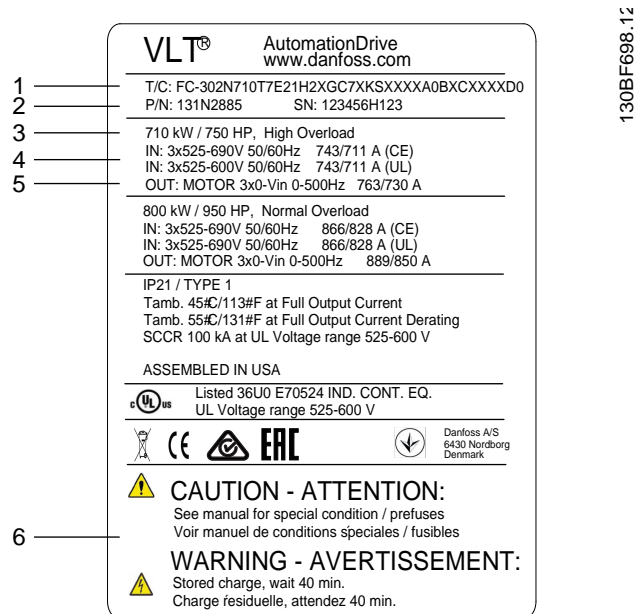 130BF698.12
VLT® AutomationDrive
www.danfoss.com
1 T/C: FC-302N710T7E21H2XGC7XKSXXXXA0BXCXXXXD0
2 P/N: 131N2885 SN: 123456H123
3 710 kW / 750 HP, High Overload
4 IN: 3x525-690V 50/60Hz 743/711 A (CE)
IN: 3x525-600V 50/60Hz 743/711 A (UL)
5 OUT: MOTOR 3x0-Vin 0-500Hz 763/730 A
800 kW / 950 HP, Normal Overload
IN: 3x525-690V 50/60Hz 866/828 A (CE)
IN: 3x525-690V 50/60Hz 866/828 A (UL)
OUT: MOTOR 3x0-Vin 0-500Hz 889/850 A
IP21 / TYPE 1
Tamb. 45#C/113#F at Full Output Current
Tamb. 55#C/131#F at Full Output Current Derating
SCCR 100 kA at UL Voltage range 525-600 V
ASSEMBLED IN USA
c UL us Listed 36U0 E70524 IND. CONT. EQ.
UL Voltage range 525-600 V
CE EAC
Danfoss A/S
6430 Nordborg
Denmark
CAUTION - ATTENTION:
See manual for special condition / prefuses
Voir manuel de conditions śpeciales / fusibles
6
WARNING - AVERTISSEMENT:
Stored charge, wait 40 min.
Charge ŕesiduelle, attendez 40 min.